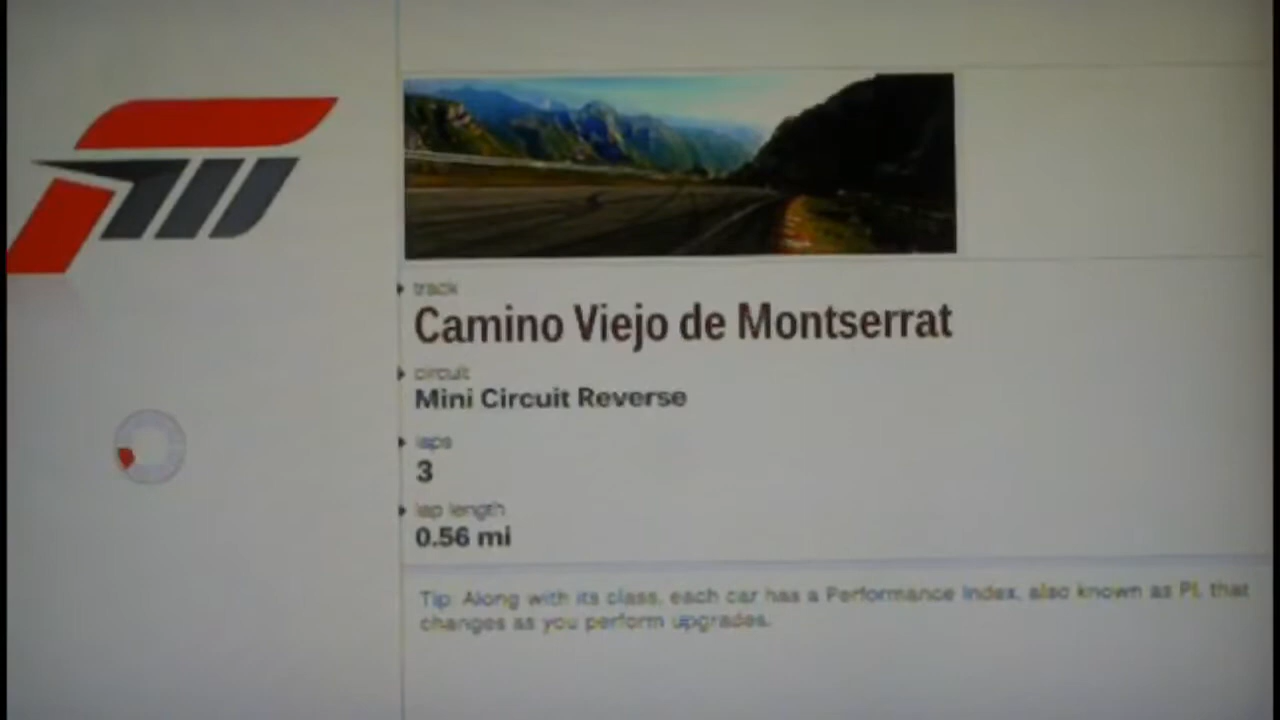 track
Camino Viejo de Montserrat
circuit
Mini Circuit Reverse
laps
3
lap length
0.56 mi
Tip: Along with its class, each car has a Performance Index, also known as PI, that
changes as you perform upgrades.